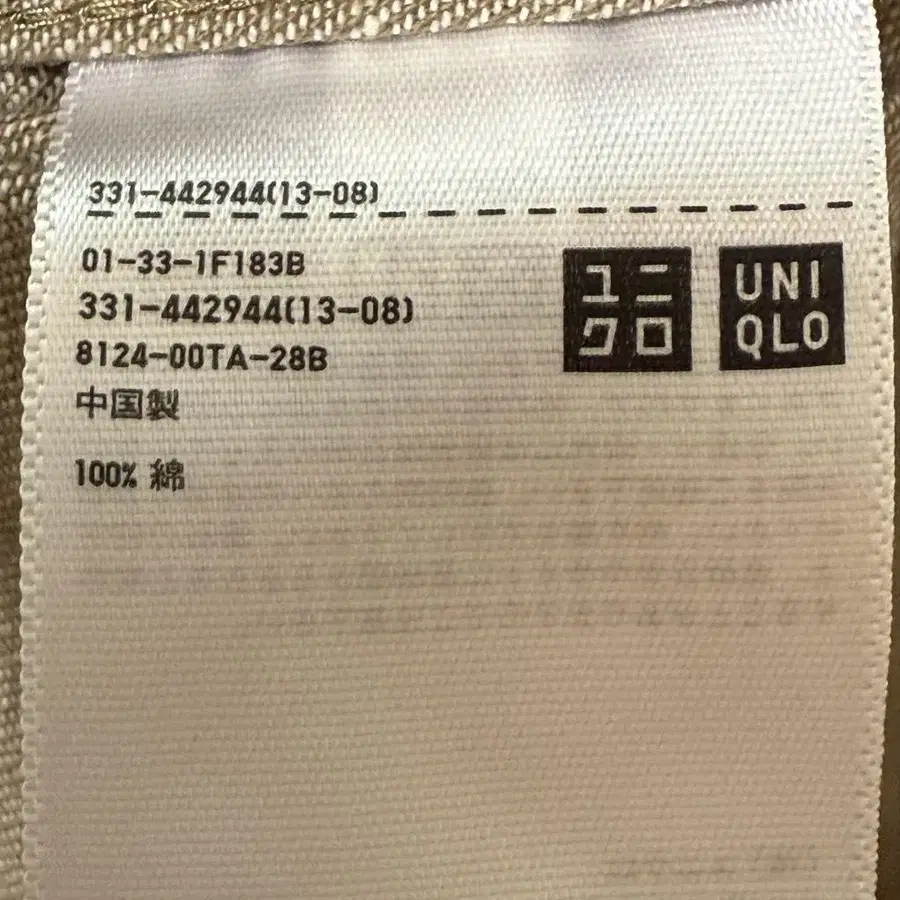 331-442944(13-08)
01-33-1F183B
331-442944(13-08)
8124-00TA-28B
中国製
100% 綿
ユニ
クロ
UNI
QLO